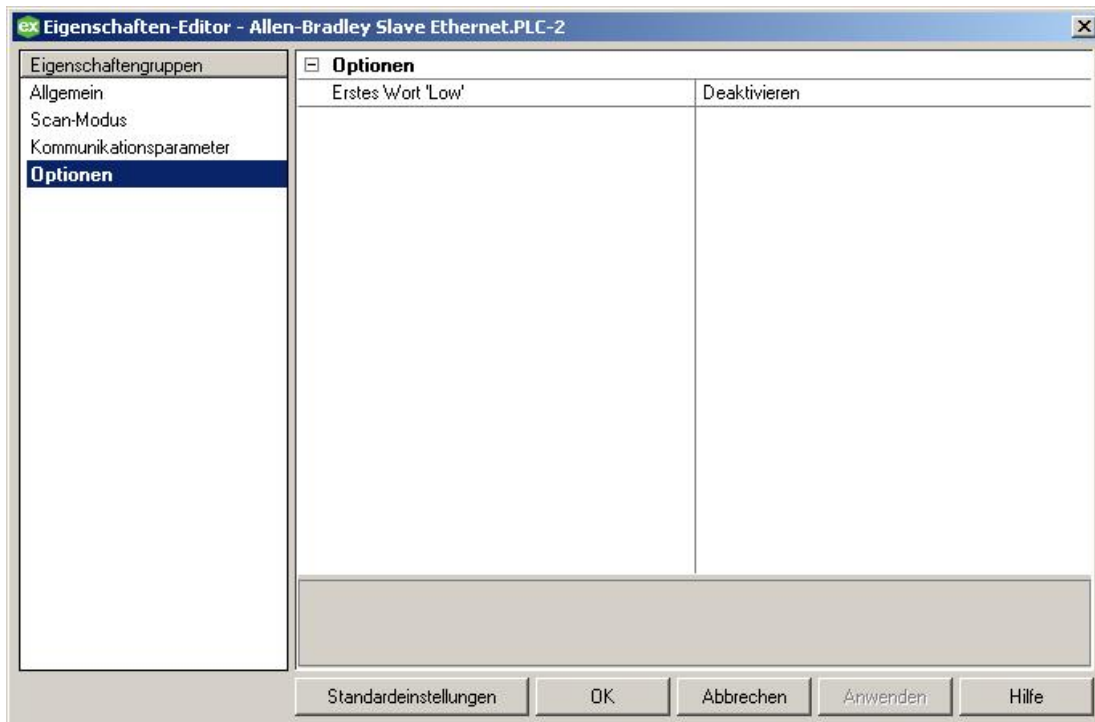 ex Eigenschaften-Editor - Allen-Bradley Slave Ethernet.PLC-2
Eigenschaftengruppen
Allgemein
Scan-Modus
Kommunikationsparameter
Optionen
Optionen
Erstes Wort 'Low' Deaktivieren
Standardeinstellungen OK Abbrechen Anwenden Hilfe